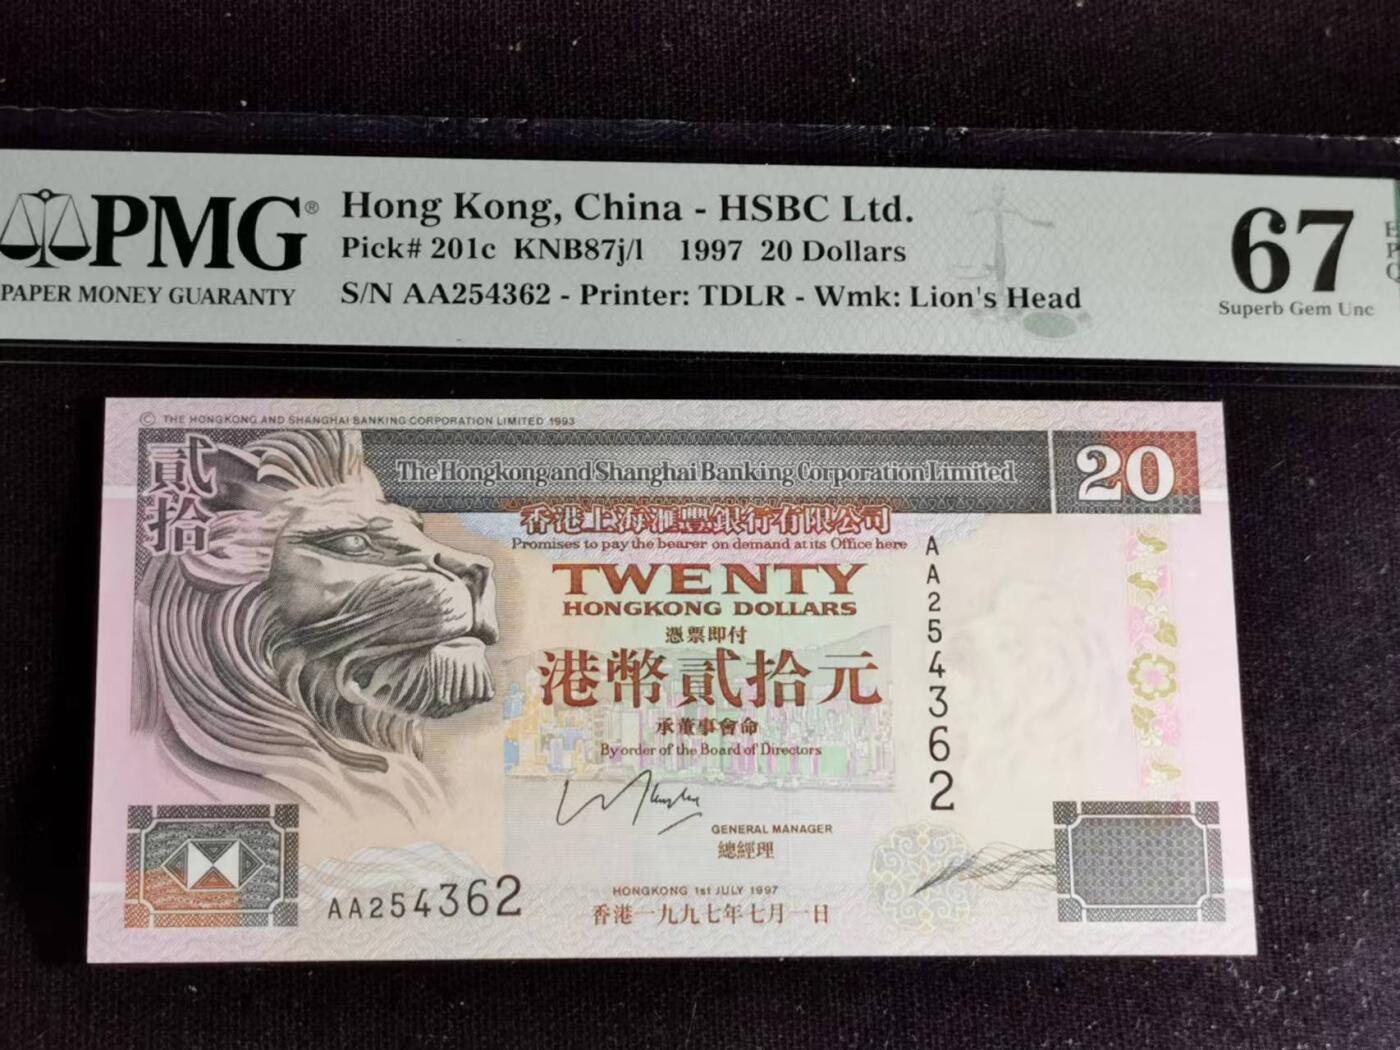 PMG®
PAPER MONEY GUARANTY
Hong Kong, China - HSBC Ltd.
Pick# 201c KNB87j/l 1997 20 Dollars
S/N AA254362 - Printer: TDLR - Wmk: Lion's Head
67
Superb Gem Unc
© THE HONGKONG AND SHANGHAI BANKING CORPORATION LIMITED 1993
貳拾
The Hongkong and Shanghai Banking Corporation Limited
20
香港上海滙豐銀行有限公司
Promises to pay the bearer on demand at its Office here
AA254362
TWENTY
HONGKONG DOLLARS
憑票即付
港幣貳拾元
承董事會命
By order of the Board of Directors
GENERAL MANAGER
總經理
AA254362
HONGKONG 1st JULY 1997
香港一九九七年七月一日